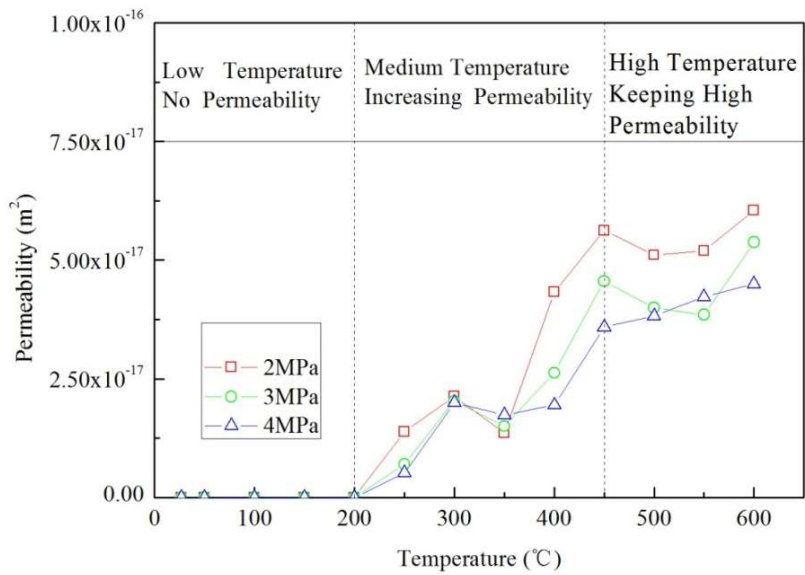 1.00x10-16
Low Temperature
No Permeability
Medium Temperature
Increasing Permeability
High Temperature
Keeping High
Permeability
7.50x10-17
Permeability (m2)
5.00x10-17
2MPa
3MPa
4MPa
2.50x10-17
0.00
0 100 200 300 400 500 600
Temperature (℃)